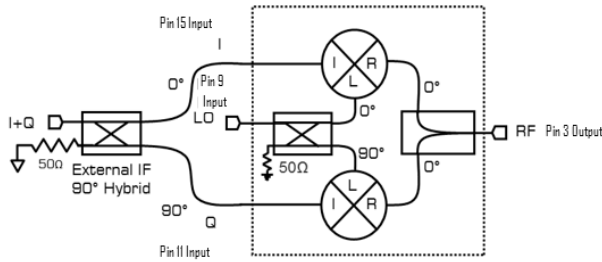 Pin 15 Input
I
0°
Pin 9
Input
LO
I+Q
50Ω
External IF
90° Hybrid
90°
Q
Pin 11 Input
I
R
L
0°
0°
90°
50Ω
L
I
R
0°
RF
Pin 3 Output